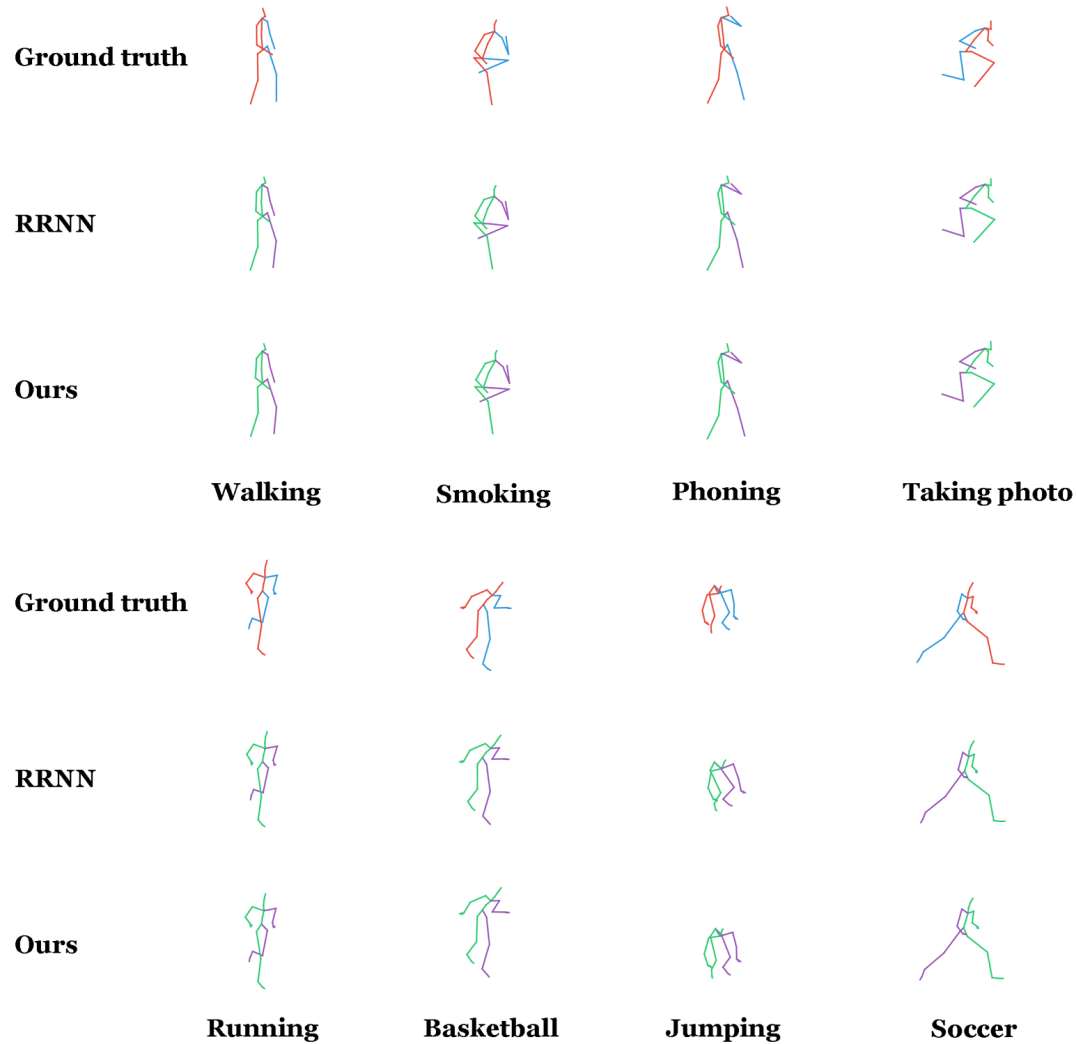 Ground truth
RRNN
Ours
Walking Smoking Phoning Taking photo
Ground truth
RRNN
Ours
Running Basketball Jumping Soccer